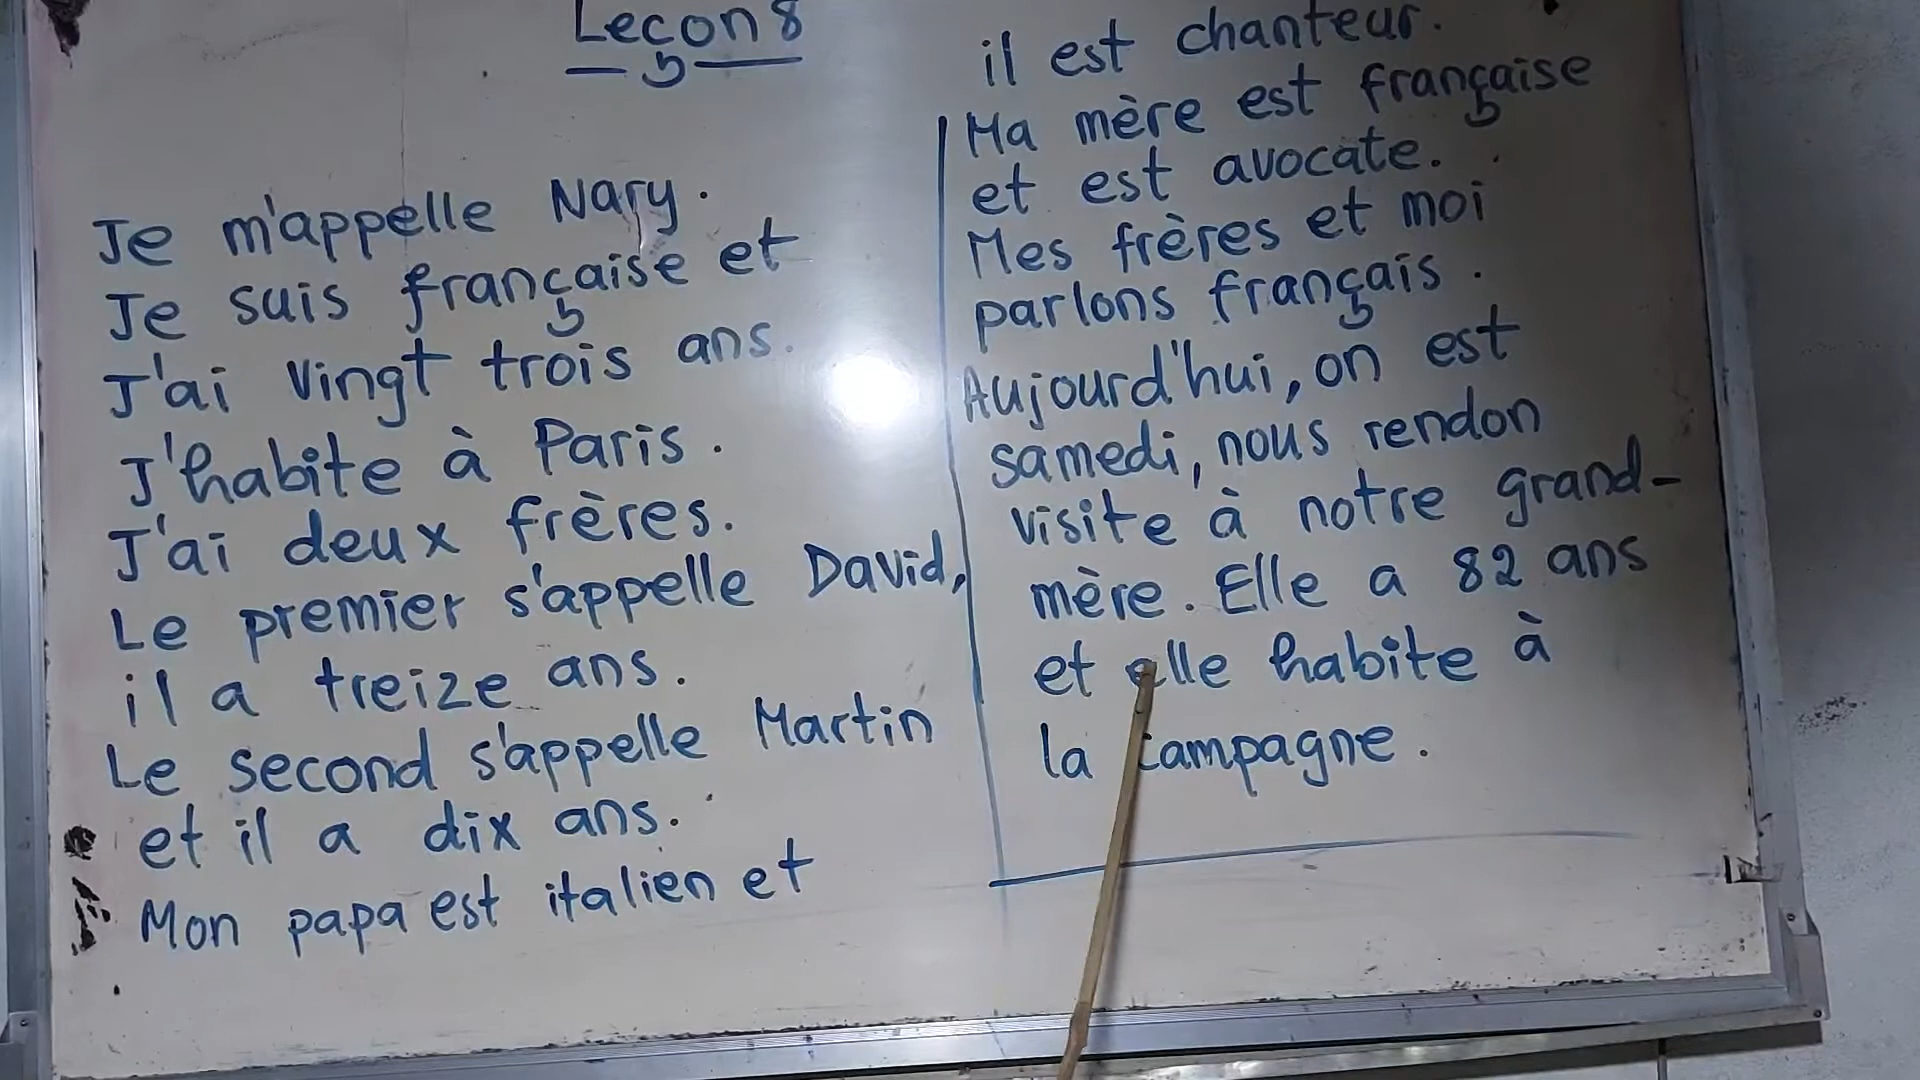 Leçon 8
Je m'appelle Nary.
Je suis française et
J'ai vingt trois ans.
J'habite à Paris.
J'ai deux frères.
Le premier s'appelle David,
il a treize ans.
Le second s'appelle Martin
et il a dix ans.
Mon papa est italien et
il est chanteur.
Ma mère est française
et est avocate.
Mes frères et moi
parlons français.
Aujourd'hui, on est
samedi, nous rendon
visite à notre grand-
mère. Elle a 82 ans
et elle habite à
la campagne.